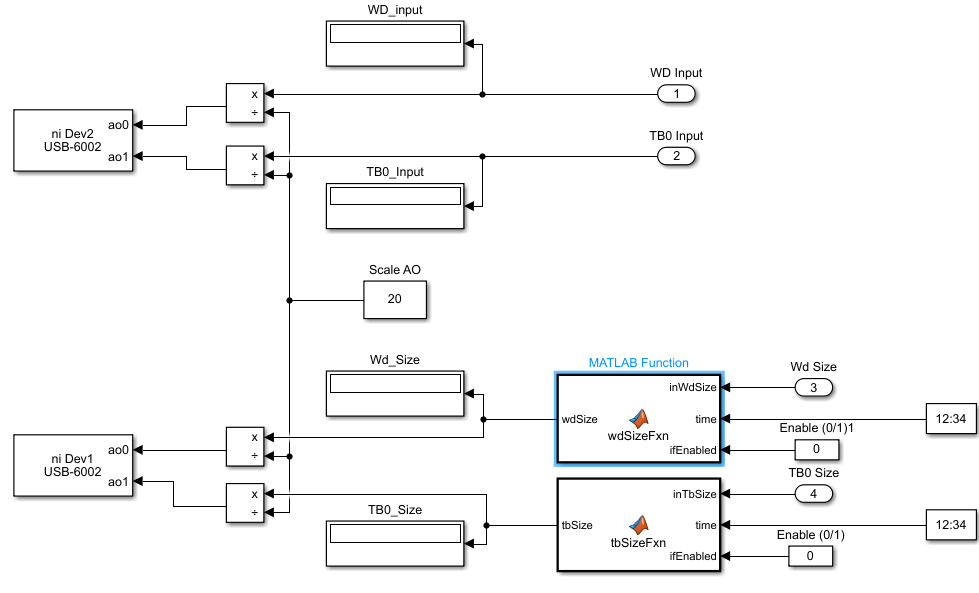 WD_input
WD Input
1
x
÷
ni Dev2
USB-6002
ao0
ao1
TB0 Input
2
x
÷
TB0_Input
Scale AO
20
Wd_Size
MATLAB Function
Wd Size
3
inWdSize
wdSize
time
12:34
wdSizeFxn
Enable (0/1)1
ifEnabled
0
x
÷
ni Dev1
USB-6002
ao0
ao1
TB0 Size
4
inTbSize
x
÷
TB0_Size
tbSize
time
12:34
tbSizeFxn
Enable (0/1)
ifEnabled
0